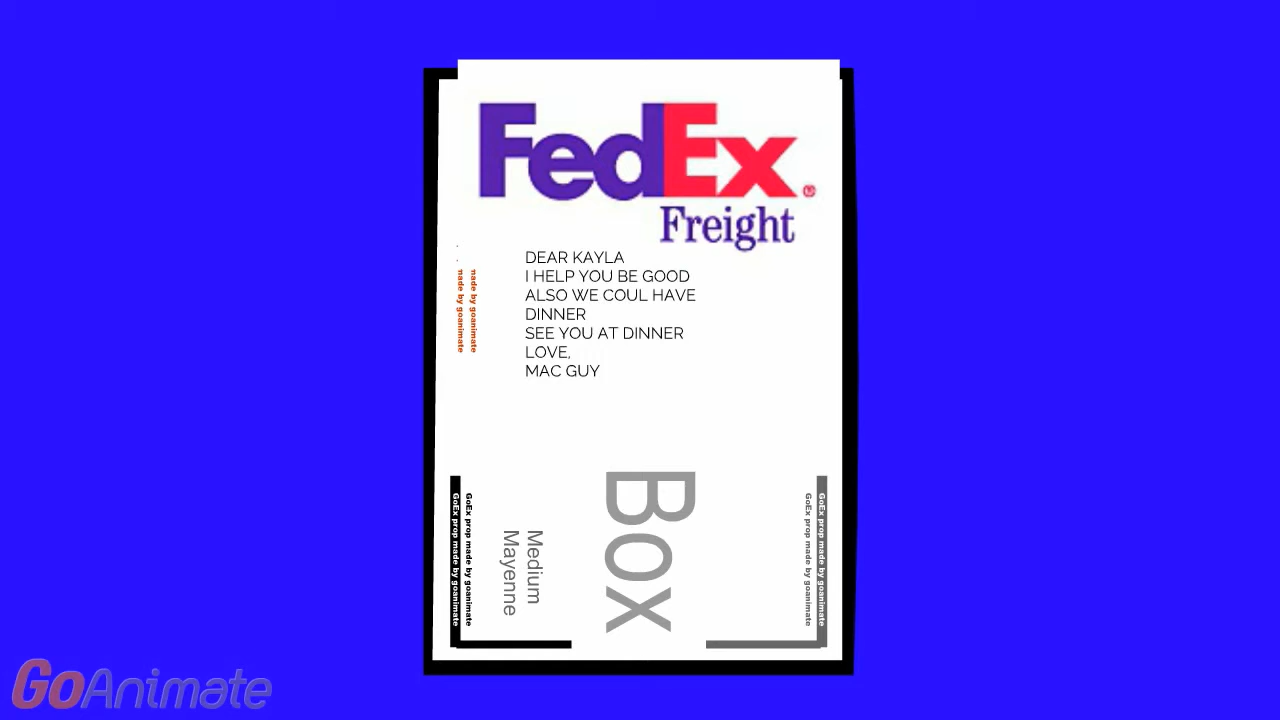 FedEx®
Freight
DEAR KAYLA
I HELP YOU BE GOOD
ALSO WE COUL HAVE
DINNER
SEE YOU AT DINNER
LOVE,
MAC GUY
made by goanimate
made by goanimate
GoEx prop made by goanimate
GoEx prop made by goanimate
Medium
Mayenne
Box
GoEx prop made by goanimate
GoEx prop made by goanimate
GoAnimate